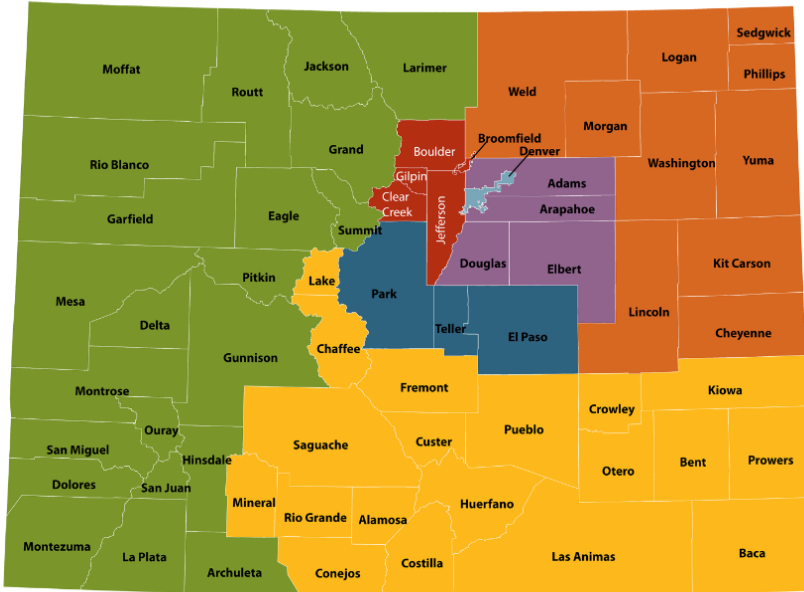 Sedgwick
Jackson
Logan
Moffat
Larimer
Phillips
Routt
Weld
Morgan
Broomfield
Grand
Boulder
Denver
Rio Blanco
Washington
Yuma
Gilpin
Adams
Clear
Creek
Arapahoe
Garfield
Eagle
Jefferson
Summit
Douglas
Elbert
Kit Carson
Pitkin
Lake
Park
Mesa
Lincoln
Delta
Teller
El Paso
Cheyenne
Chaffee
Gunnison
Fremont
Montrose
Kiowa
Crowley
Ouray
Pueblo
Saguache
Custer
San Miguel
Hinsdale
Bent
Prowers
Otero
Dolores
San Juan
Mineral
Huerfano
Rio Grande
Alamosa
Montezuma
La Plata
Las Animas
Baca
Costilla
Archuleta
Conejos